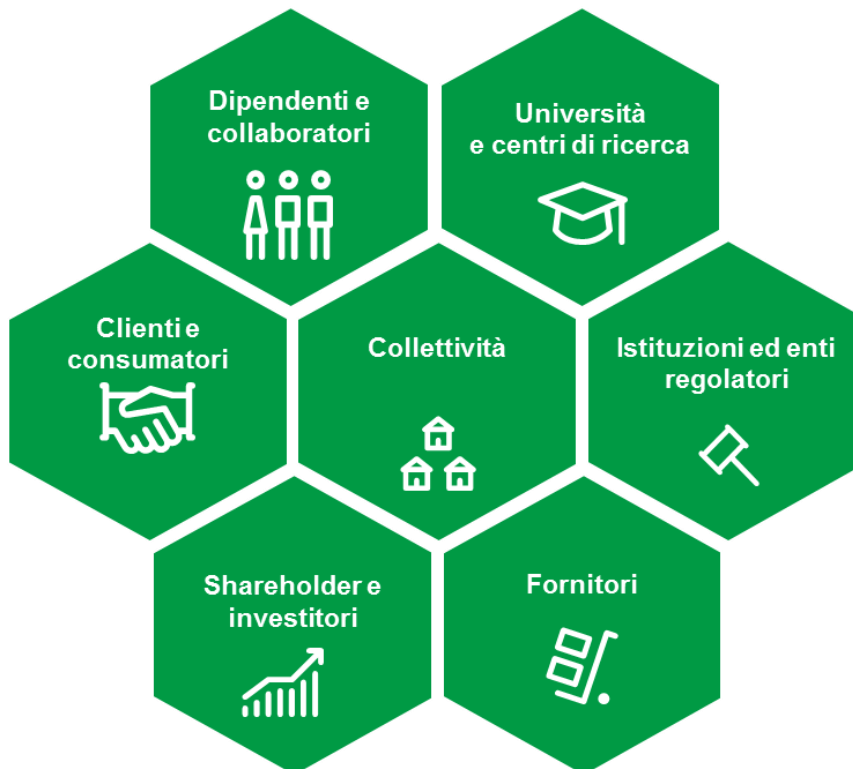 Dipendenti e
collaboratori
Università
e centri di ricerca
Clienti e
consumatori
Collettività
Istituzioni ed enti
regolatori
Shareholder e
investitori
Fornitori